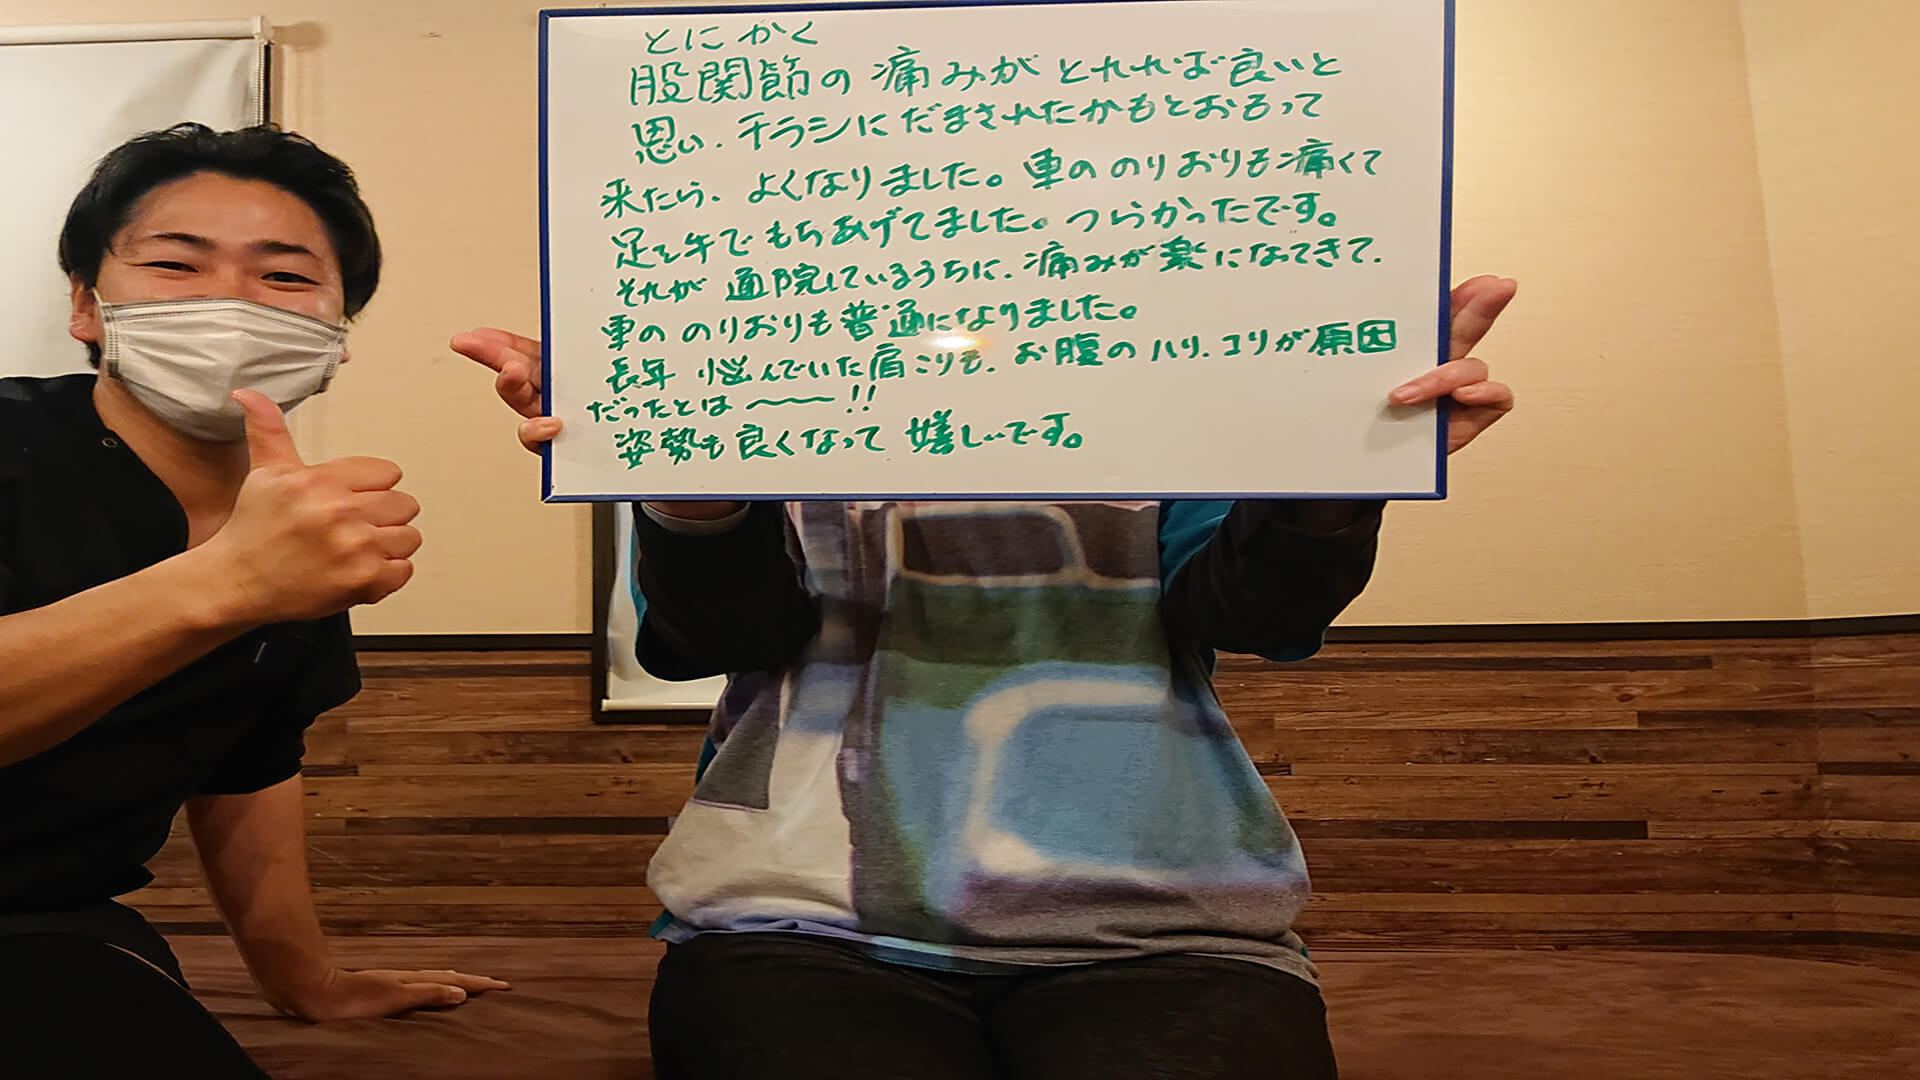 とにかく
股関節の痛みがとれれば良いと
思い、チラシにだまされたかもとおもって
来たら、よくなりました。車ののりおりも痛くて
足を手でもちあげてました。つらかったです。
それが通院しているうちに、痛みが楽になってきて、
車ののりおりも普通になりました。
長年悩んでいた肩こりも、お腹のハリ、コリが原因
だったとは〜〜!!
姿勢も良くなって嬉しいです。